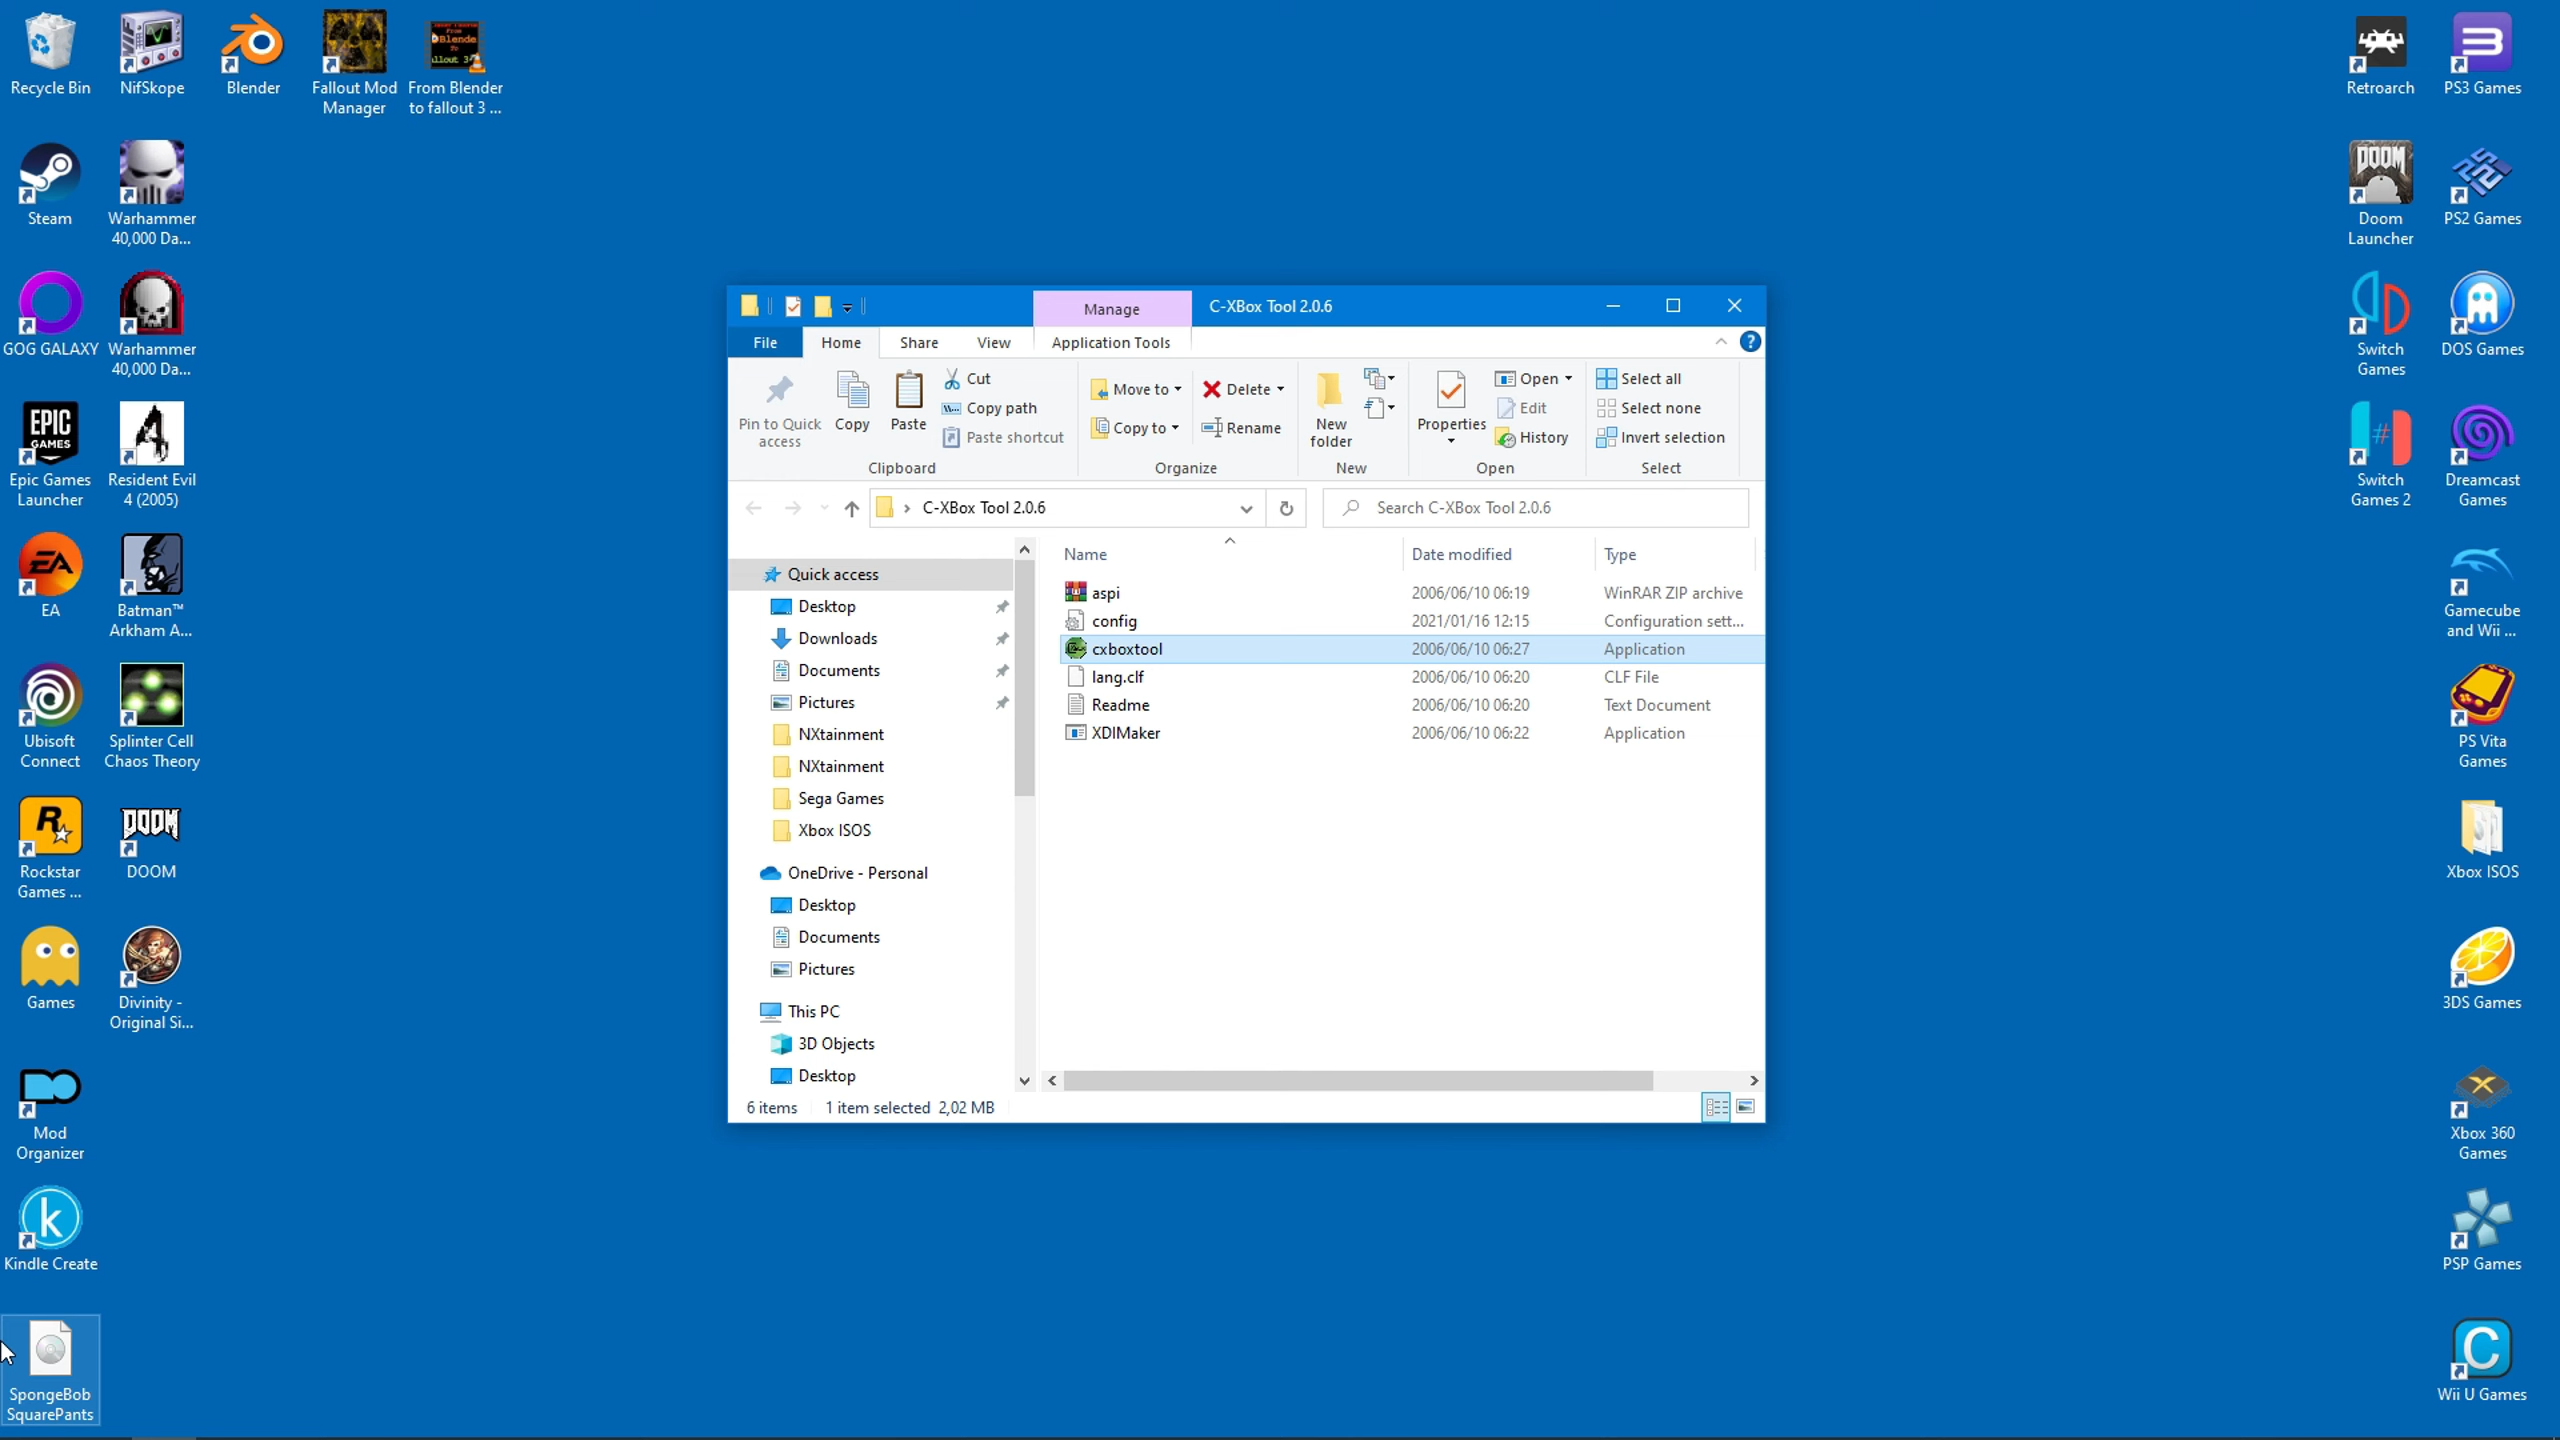 Recycle Bin
NifSkope
Blender
Fallout Mod
Manager
From Blender
to fallout 3 ...
Steam
Warhammer
40,000 Da...
GOG GALAXY
Warhammer
40,000 Da...
EPIC
GAMES
Epic Games
Launcher
Resident Evil
4 (2005)
EA
EA
Batman™
Arkham A...
Ubisoft
Connect
Splinter Cell
Chaos Theory
R
Rockstar
Games ...
DOOM
DOOM
Games
Divinity -
Original Si...
Mod
Organizer
k
Kindle Create
SpongeBob
SquarePants
Manage
C-XBox Tool 2.0.6
File
Home
Share
View
Application Tools
Pin to Quick
access
Copy
Paste
Cut
Copy path
Paste shortcut
Clipboard
Move to
Copy to
Delete
Rename
Organize
New
folder
New
Properties
Open
Edit
History
Open
Select all
Select none
Invert selection
Select
C-XBox Tool 2.0.6
Search C-XBox Tool 2.0.6
Quick access
Desktop
Downloads
Documents
Pictures
NXtainment
NXtainment
Sega Games
Xbox ISOS
OneDrive - Personal
Desktop
Documents
Pictures
This PC
3D Objects
Desktop
Name Date modified Type
aspi 2006/06/10 06:19 WinRAR ZIP archive
config 2021/01/16 12:15 Configuration sett...
cxboxtool 2006/06/10 06:27 Application
lang.clf 2006/06/10 06:20 CLF File
Readme 2006/06/10 06:20 Text Document
XDIMaker 2006/06/10 06:22 Application
6 items 1 item selected 2,02 MB
Retroarch
PS3 Games
DOOM
Doom
Launcher
PS2 Games
Switch
Games
DOS Games
Switch
Games 2
Dreamcast
Games
Gamecube
and Wii ...
PS Vita
Games
Xbox ISOS
3DS Games
Xbox 360
Games
PSP Games
C
Wii U Games